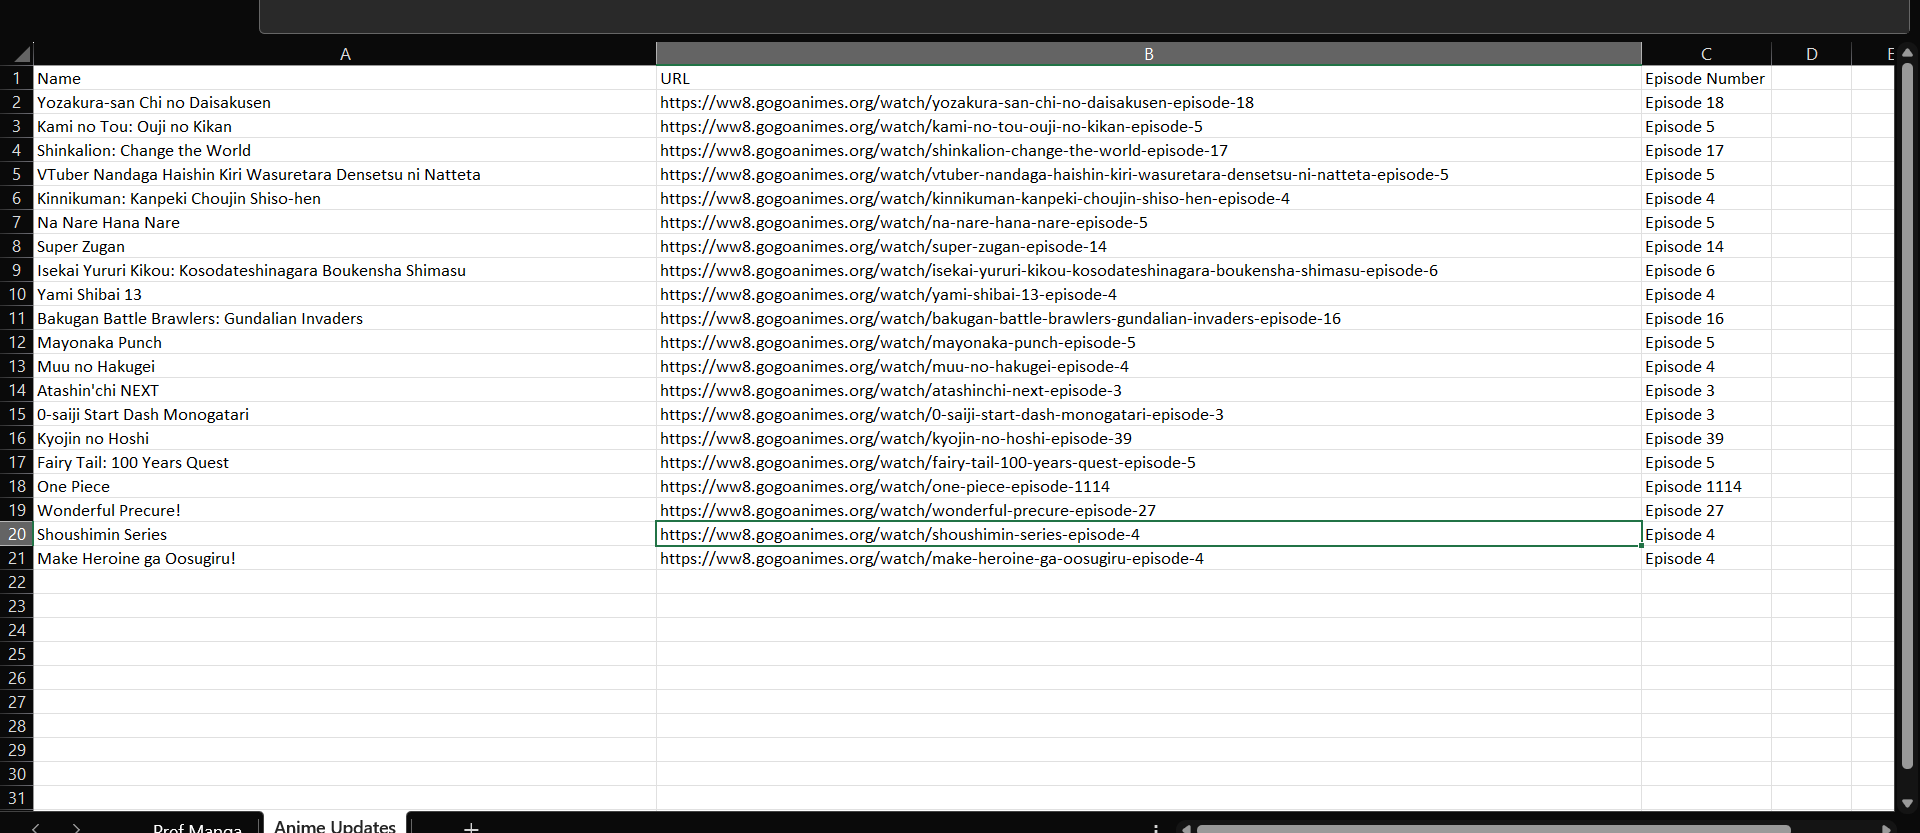 A B C D E
1 Name URL Episode Number
2 Yozakura-san Chi no Daisakusen https://ww8.gogoanimes.org/watch/yozakura-san-chi-no-daisakusen-episode-18 Episode 18
3 Kami no Tou: Ouji no Kikan https://ww8.gogoanimes.org/watch/kami-no-tou-ouji-no-kikan-episode-5 Episode 5
4 Shinkalion: Change the World https://ww8.gogoanimes.org/watch/shinkalion-change-the-world-episode-17 Episode 17
5 VTuber Nandaga Haishin Kiri Wasuretara Densetsu ni Natteta https://ww8.gogoanimes.org/watch/vtuber-nandaga-haishin-kiri-wasuretara-densetsu-ni-natteta-episode-5 Episode 5
6 Kinnikuman: Kanpeki Choujin Shiso-hen https://ww8.gogoanimes.org/watch/kinnikuman-kanpeki-choujin-shiso-hen-episode-4 Episode 4
7 Na Nare Hana Nare https://ww8.gogoanimes.org/watch/na-nare-hana-nare-episode-5 Episode 5
8 Super Zugan https://ww8.gogoanimes.org/watch/super-zugan-episode-14 Episode 14
9 Isekai Yururi Kikou: Kosodateshinagara Boukensha Shimasu https://ww8.gogoanimes.org/watch/isekai-yururi-kikou-kosodateshinagara-boukensha-shimasu-episode-6 Episode 6
10 Yami Shibai 13 https://ww8.gogoanimes.org/watch/yami-shibai-13-episode-4 Episode 4
11 Bakugan Battle Brawlers: Gundalian Invaders https://ww8.gogoanimes.org/watch/bakugan-battle-brawlers-gundalian-invaders-episode-16 Episode 16
12 Mayonaka Punch https://ww8.gogoanimes.org/watch/mayonaka-punch-episode-5 Episode 5
13 Muu no Hakugei https://ww8.gogoanimes.org/watch/muu-no-hakugei-episode-4 Episode 4
14 Atashin'chi NEXT https://ww8.gogoanimes.org/watch/atashinchi-next-episode-3 Episode 3
15 0-saiji Start Dash Monogatari https://ww8.gogoanimes.org/watch/0-saiji-start-dash-monogatari-episode-3 Episode 3
16 Kyojin no Hoshi https://ww8.gogoanimes.org/watch/kyojin-no-hoshi-episode-39 Episode 39
17 Fairy Tail: 100 Years Quest https://ww8.gogoanimes.org/watch/fairy-tail-100-years-quest-episode-5 Episode 5
18 One Piece https://ww8.gogoanimes.org/watch/one-piece-episode-1114 Episode 1114
19 Wonderful Precure! https://ww8.gogoanimes.org/watch/wonderful-precure-episode-27 Episode 27
20 Shoushimin Series https://ww8.gogoanimes.org/watch/shoushimin-series-episode-4 Episode 4
21 Make Heroine ga Oosugiru! https://ww8.gogoanimes.org/watch/make-heroine-ga-oosugiru-episode-4 Episode 4
22
23
24
25
26
27
28
29
30
31
Pref Manga Anime Updates